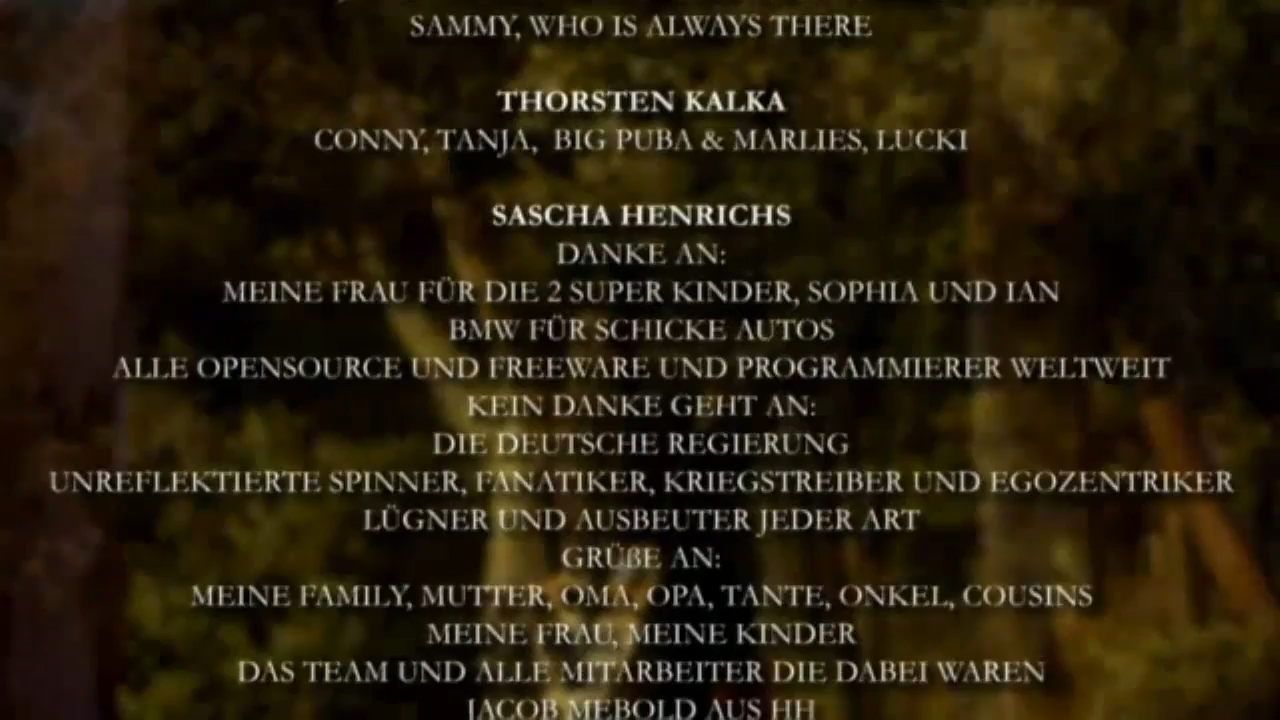 SAMMY, WHO IS ALWAYS THERE
THORSTEN KALKA
CONNY, TANJA, BIG PUBA & MARLIES, LUCKI
SASCHA HENRICHS
DANKE AN:
MEINE FRAU FÜR DIE 2 SUPER KINDER, SOPHIA UND IAN
BMW FÜR SCHICKE AUTOS
ALLE OPENSOURCE UND FREEWARE UND PROGRAMMIERER WELTWEIT
KEIN DANKE GEHT AN:
DIE DEUTSCHE REGIERUNG
UNREFLEKTIERTE SPINNER, FANATIKER, KRIEGSTREIBER UND EGOZENTRIKER
LÜGNER UND AUSBEUTER JEDER ART
GRÜßE AN:
MEINE FAMILY, MUTTER, OMA, OPA, TANTE, ONKEL, COUSINS
MEINE FRAU, MEINE KINDER
DAS TEAM UND ALLE MITARBEITER DIE DABEI WAREN
JACOB MEBOLD AUS HH